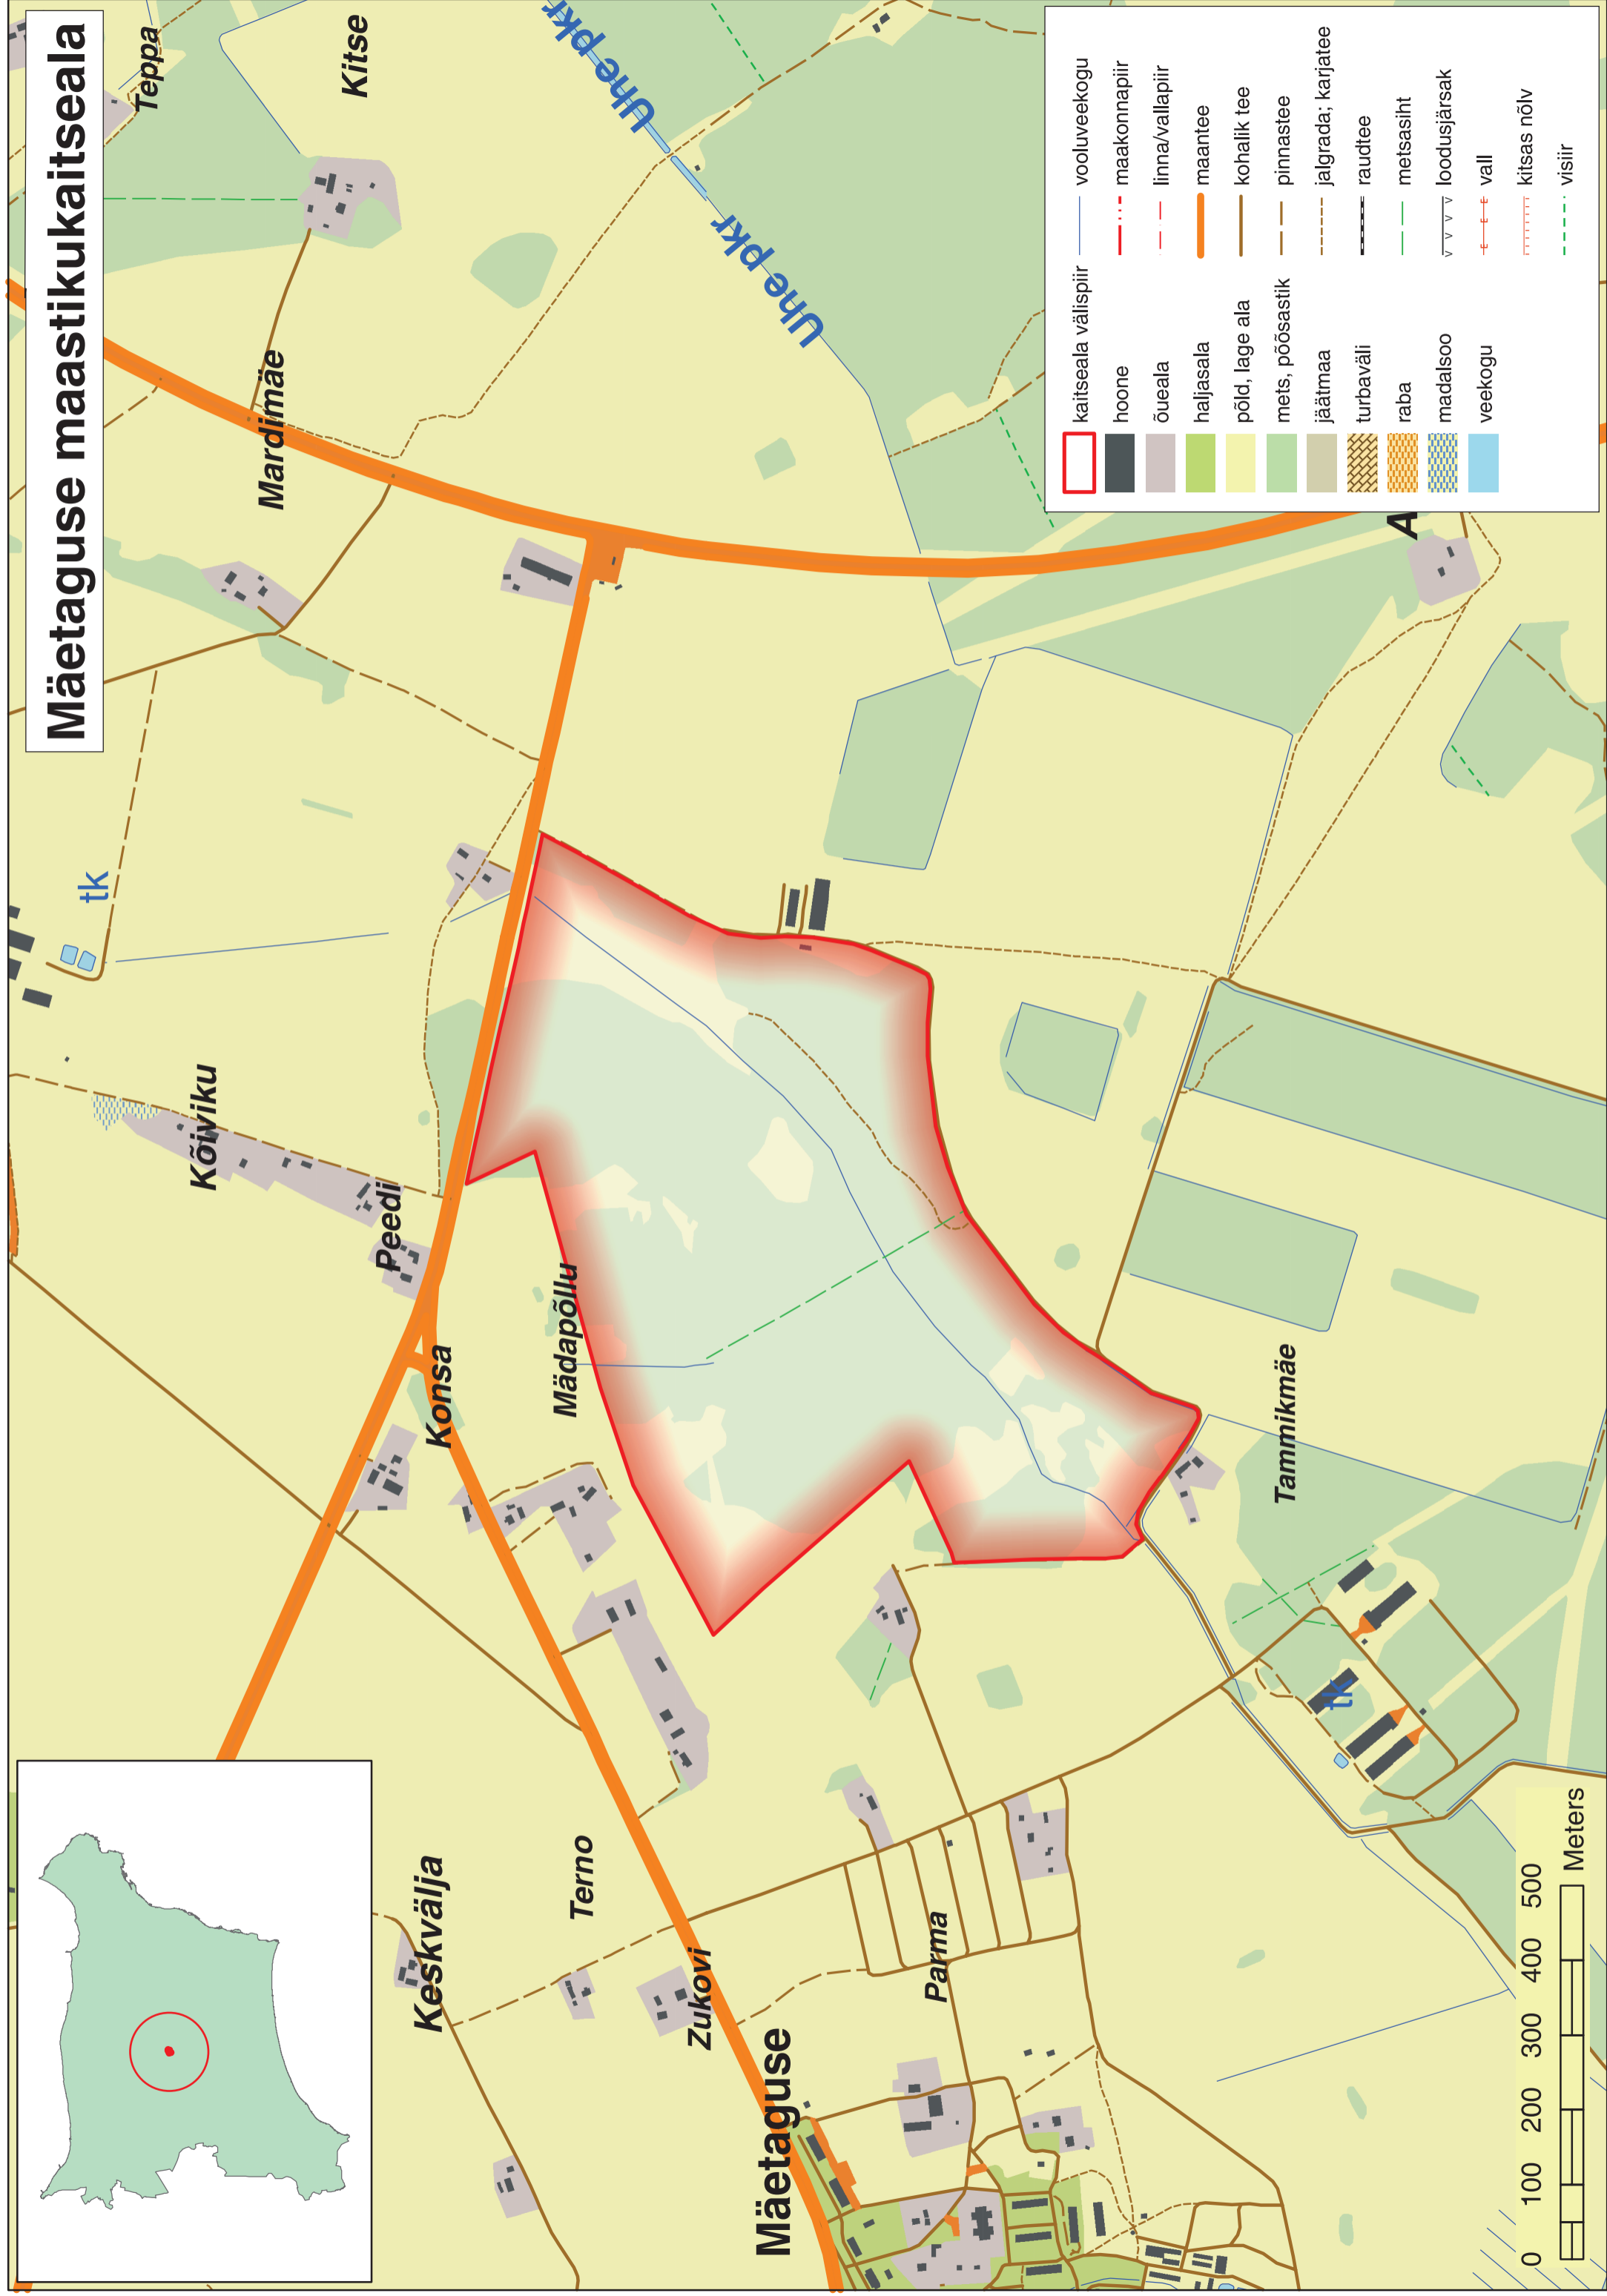 Mäetaguse maastikukaitseala
Teppa
Kitse
Uhe pkr
Uhe pkr
Mardimäe
tk
Kõiviku
Peedi
Konsa
Mädapõllu
Tammikmäe
A
tk
Keskvälja
Terno
Zukovi
Parma
Mäetaguse
kaitseala välispiir
hoone
õueala
haljasala
põld, lage ala
mets, põõsastik
jäätmaa
turbaväli
raba
madalsoo
veekogu
vooluveekogu
maakonnapiir
linna/vallapiir
maantee
kohalik tee
pinnastee
jalgrada; karjatee
raudtee
metsasiht
loodusjärsak
vall
kitsas nõlv
visiir
0 100 200 300 400 500
Meters